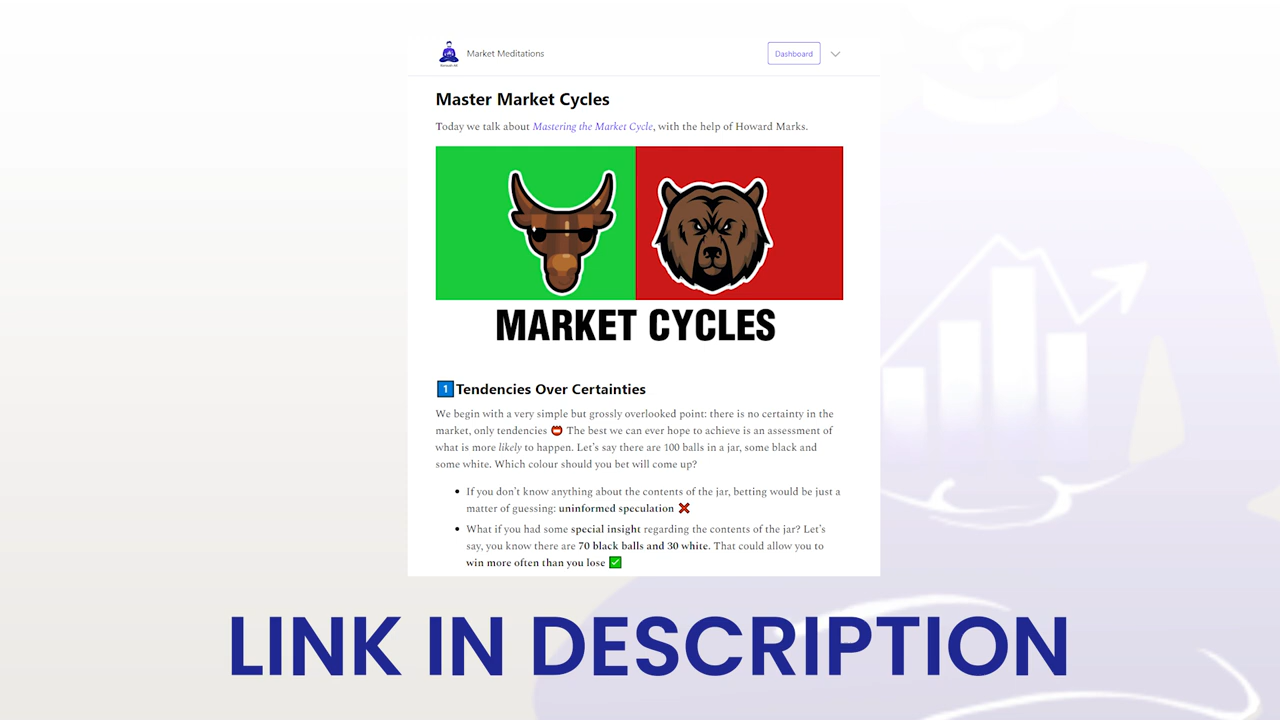 Market Meditations
Dashboard
Master Market Cycles
Today we talk about Mastering the Market Cycle, with the help of Howard Marks.
MARKET CYCLES
1 Tendencies Over Certainties
We begin with a very simple but grossly overlooked point: there is no certainty in the
market, only tendencies 📛 The best we can ever hope to achieve is an assessment of
what is more likely to happen. Let's say there are 100 balls in a jar, some black and
some white. Which colour should you bet will come up?
• If you don't know anything about the contents of the jar, betting would be just a
matter of guessing: uninformed speculation ❌
• What if you had some special insight regarding the contents of the jar? Let's
say, you know there are 70 black balls and 30 white. That could allow you to
win more often than you lose ✅
LINK IN DESCRIPTION